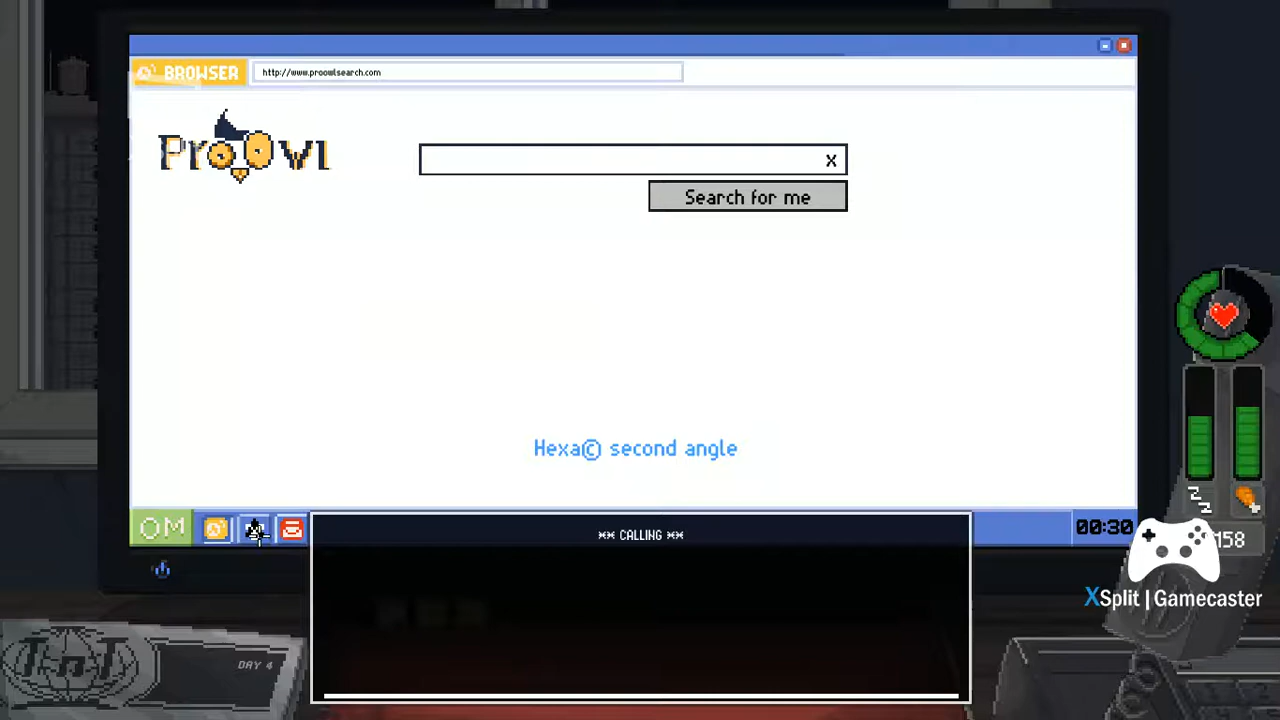 BROWSER
http://www.proowlsearch.com
ProOwl
x
Search for me
Hexa© second angle
OM
** CALLING **
00:30
158
XSplit | Gamecaster
TnT
DAY 4